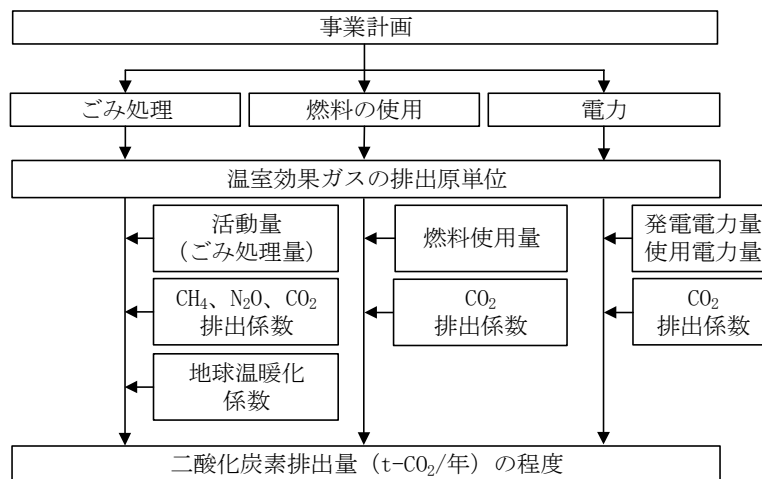 事業計画
ごみ処理
燃料の使用
電力
温室効果ガスの排出原単位
活動量
(ごみ処理量)
燃料使用量
発電電力量
使用電力量
CH₄、N₂O、CO₂
排出係数
CO₂
排出係数
CO₂
排出係数
地球温暖化
係数
二酸化炭素排出量(t-CO₂/年)の程度